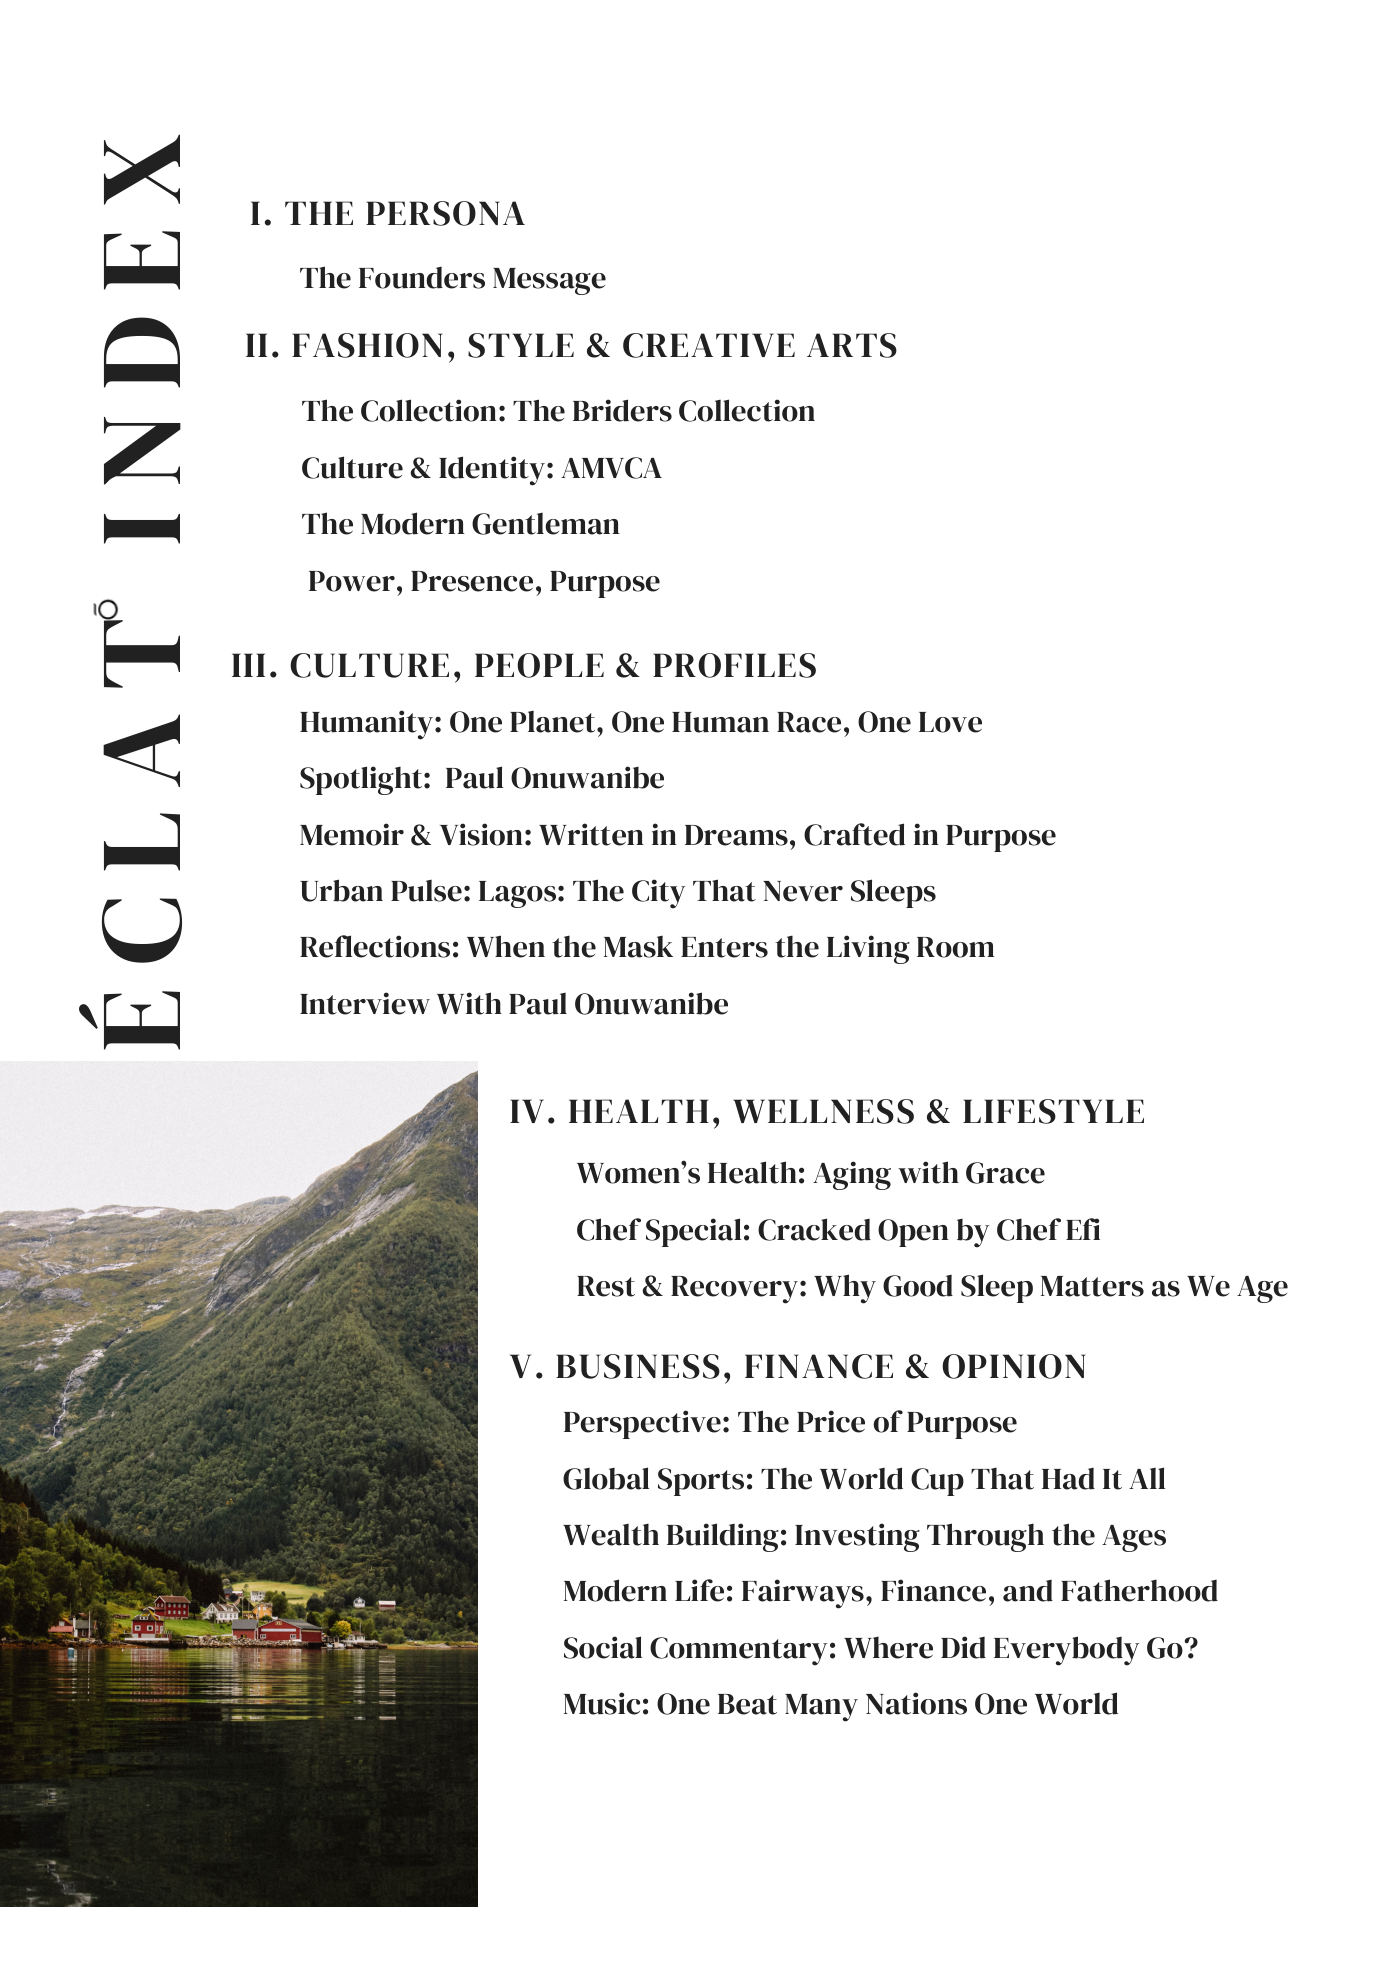 ÉCLAT INDEX
I. THE PERSONA
The Founders Message
II. FASHION, STYLE & CREATIVE ARTS
The Collection: The Briders Collection
Culture & Identity: AMVCA
The Modern Gentleman
Power, Presence, Purpose
III. CULTURE, PEOPLE & PROFILES
Humanity: One Planet, One Human Race, One Love
Spotlight: Paul Onuwanibe
Memoir & Vision: Written in Dreams, Crafted in Purpose
Urban Pulse: Lagos: The City That Never Sleeps
Reflections: When the Mask Enters the Living Room
Interview With Paul Onuwanibe
IV. HEALTH, WELLNESS & LIFESTYLE
Women’s Health: Aging with Grace
Chef Special: Cracked Open by Chef Efi
Rest & Recovery: Why Good Sleep Matters as We Age
V. BUSINESS, FINANCE & OPINION
Perspective: The Price of Purpose
Global Sports: The World Cup That Had It All
Wealth Building: Investing Through the Ages
Modern Life: Fairways, Finance, and Fatherhood
Social Commentary: Where Did Everybody Go?
Music: One Beat Many Nations One World